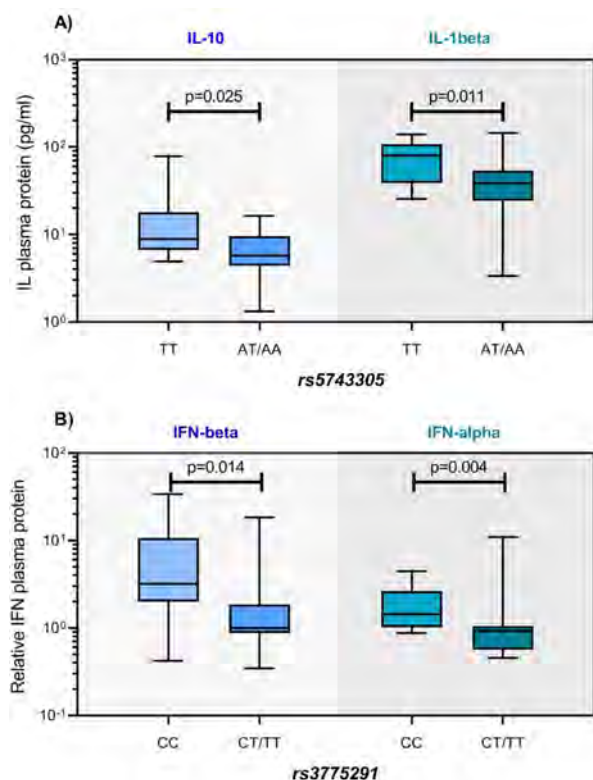 A)
IL-10 IL-1beta
IL plasma protein (pg/ml)
10³
10²
10¹
10⁰
p=0.025 p=0.011
TT AT/AA TT AT/AA
rs5743305
B)
IFN-beta IFN-alpha
Relative IFN plasma protein
10²
10¹
10⁰
10⁻¹
p=0.014 p=0.004
CC CT/TT CC CT/TT
rs3775291